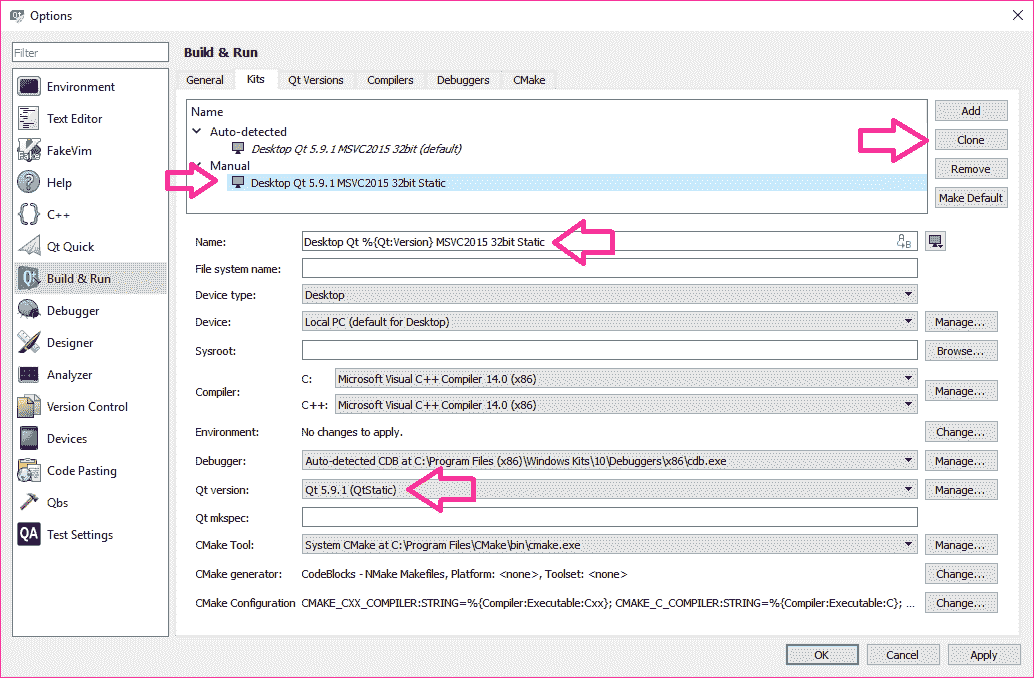 Options
Filter
Environment
Text Editor
FakeVim
Help
C++
Qt Quick
Build & Run
Debugger
Designer
Analyzer
Version Control
Devices
Code Pasting
Qbs
QA Test Settings
Build & Run
General Kits Qt Versions Compilers Debuggers CMake
Name
Auto-detected
Desktop Qt 5.9.1 MSVC2015 32bit (default)
Manual
Desktop Qt 5.9.1 MSVC2015 32bit Static
Add
Clone
Remove
Make Default
Name: Desktop Qt %{Qt:Version} MSVC2015 32bit Static
File system name:
Device type: Desktop
Device: Local PC (default for Desktop) Manage...
Sysroot: Browse...
Compiler:
C: Microsoft Visual C++ Compiler 14.0 (x86)
C++: Microsoft Visual C++ Compiler 14.0 (x86)
Manage...
Environment: No changes to apply. Change...
Debugger: Auto-detected CDB at C:\Program Files (x86)\Windows Kits\10\Debuggers\x86\cdb.exe Manage...
Qt version: Qt 5.9.1 (QtStatic) Manage...
Qt mkspec:
CMake Tool: System CMake at C:\Program Files\CMake\bin\cmake.exe Manage...
CMake generator: CodeBlocks - NMake Makefiles, Platform: <none>, Toolset: <none> Change...
CMake Configuration CMAKE_CXX_COMPILER:STRING=%{Compiler:Executable:Cxx}; CMAKE_C_COMPILER:STRING=%{Compiler:Executable:C}; ... Change...
OK Cancel Apply